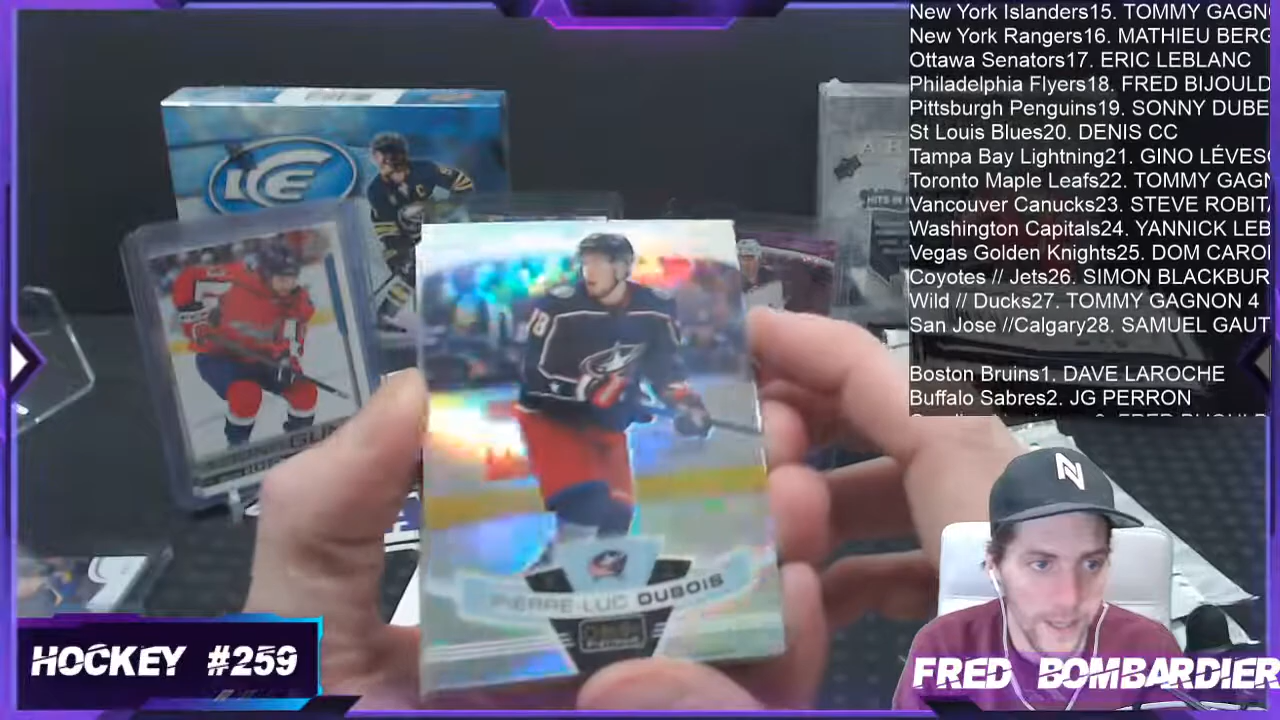 New York Islanders15. TOMMY GAGN
New York Rangers16. MATHIEU BERG
Ottawa Senators17. ERIC LEBLANC
Philadelphia Flyers18. FRED BIJOULD
Pittsburgh Penguins19. SONNY DUBE
St Louis Blues20. DENIS CC
Tampa Bay Lightning21. GINO LÉVESC
Toronto Maple Leafs22. TOMMY GAGN
Vancouver Canucks23. STEVE ROBIT
Washington Capitals24. YANNICK LEB
Vegas Golden Knights25. DOM CARO
Coyotes // Jets26. SIMON BLACKBUR
Wild // Ducks27. TOMMY GAGNON 4
San Jose //Calgary28. SAMUEL GAUT
Boston Bruins1. DAVE LAROCHE
Buffalo Sabres2. JG PERRON
ICE
PIERRE-LUC DUBOIS
HOCKEY #259
FRED BOMBARDIER